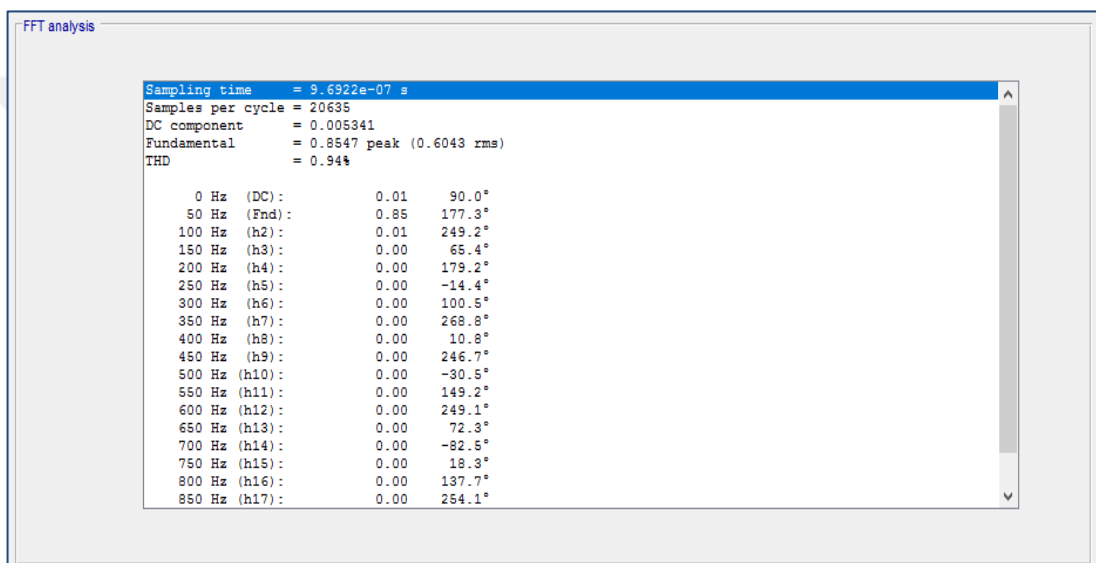 FFT analysis
Sampling time = 9.6922e-07 s
Samples per cycle = 20635
DC component = 0.005341
Fundamental = 0.8547 peak (0.6043 rms)
THD = 0.94%
0 Hz (DC): 0.01 90.0°
50 Hz (Fnd): 0.85 177.3°
100 Hz (h2): 0.01 249.2°
150 Hz (h3): 0.00 65.4°
200 Hz (h4): 0.00 179.2°
250 Hz (h5): 0.00 -14.4°
300 Hz (h6): 0.00 100.5°
350 Hz (h7): 0.00 268.8°
400 Hz (h8): 0.00 10.8°
450 Hz (h9): 0.00 246.7°
500 Hz (h10): 0.00 -30.5°
550 Hz (h11): 0.00 149.2°
600 Hz (h12): 0.00 249.1°
650 Hz (h13): 0.00 72.3°
700 Hz (h14): 0.00 -82.5°
750 Hz (h15): 0.00 18.3°
800 Hz (h16): 0.00 137.7°
850 Hz (h17): 0.00 254.1°